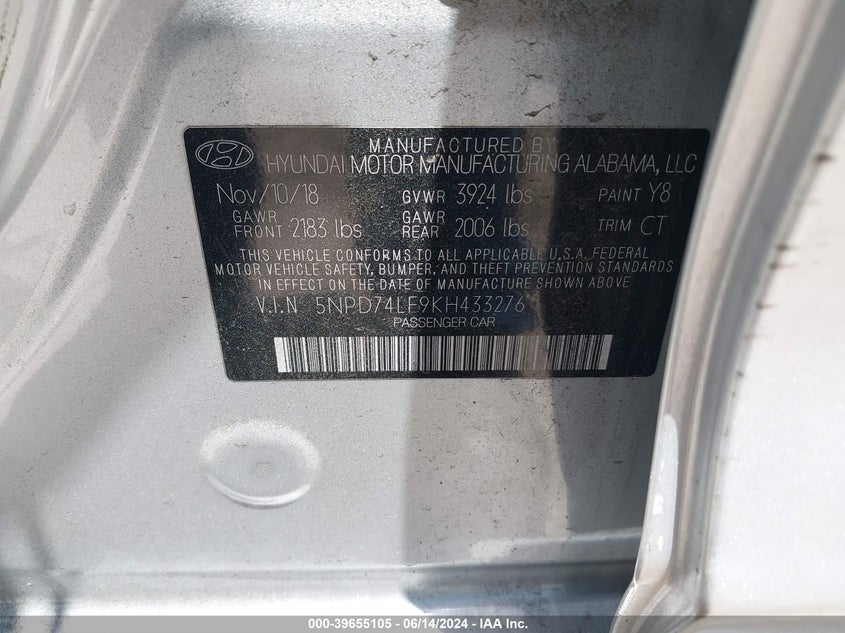 MANUFACTURED BY
HYUNDAI MOTOR MANUFACTURING ALABAMA, LLC
Nov/10/18 GVWR 3924 lbs PAINT Y8
GAWR FRONT 2183 lbs GAWR REAR 2006 lbs TRIM CT
THIS VEHICLE CONFORMS TO ALL APPLICABLE U.S.A. FEDERAL
MOTOR VEHICLE SAFETY, BUMPER, AND THEFT PREVENTION STANDARDS
IN EFFECT ON THE DATE OF MANUFACTURE SHOWN ABOVE.
V.I.N 5NPD74LF9KH433276
PASSENGER CAR
000-39655105 - 06/14/2024 - IAA Inc.